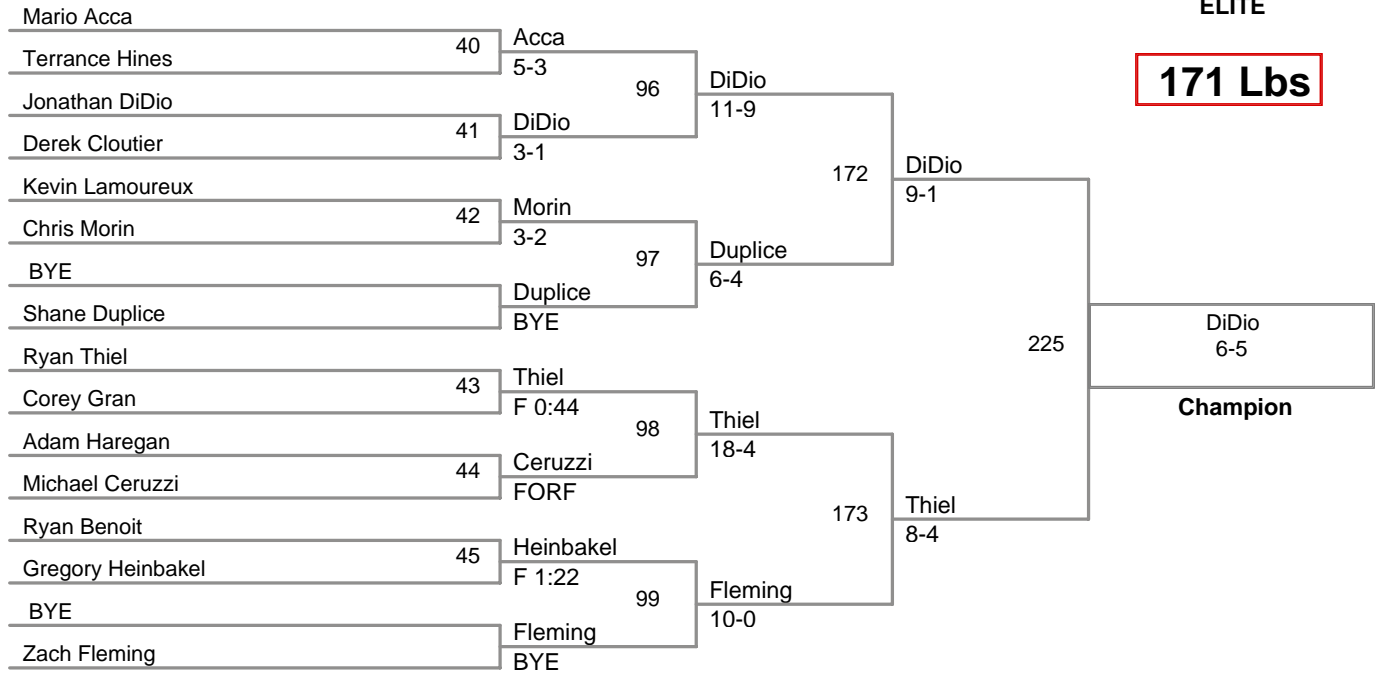 ELITE
171 Lbs
Mario Acca
Terrance Hines
Jonathan DiDio
Derek Cloutier
Kevin Lamoureux
Chris Morin
BYE
Shane Duplice
Ryan Thiel
Corey Gran
Adam Haregan
Michael Ceruzzi
Ryan Benoit
Gregory Heinbakel
BYE
Zach Fleming
40
41
42
43
44
45
Acca
5-3
DiDio
3-1
Morin
3-2
Duplice
BYE
Thiel
F 0:44
Ceruzzi
FORF
Heinbakel
F 1:22
Fleming
BYE
96
97
98
99
DiDio
11-9
Duplice
6-4
Thiel
18-4
Fleming
10-0
172
173
DiDio
9-1
Thiel
8-4
225
DiDio
6-5
Champion